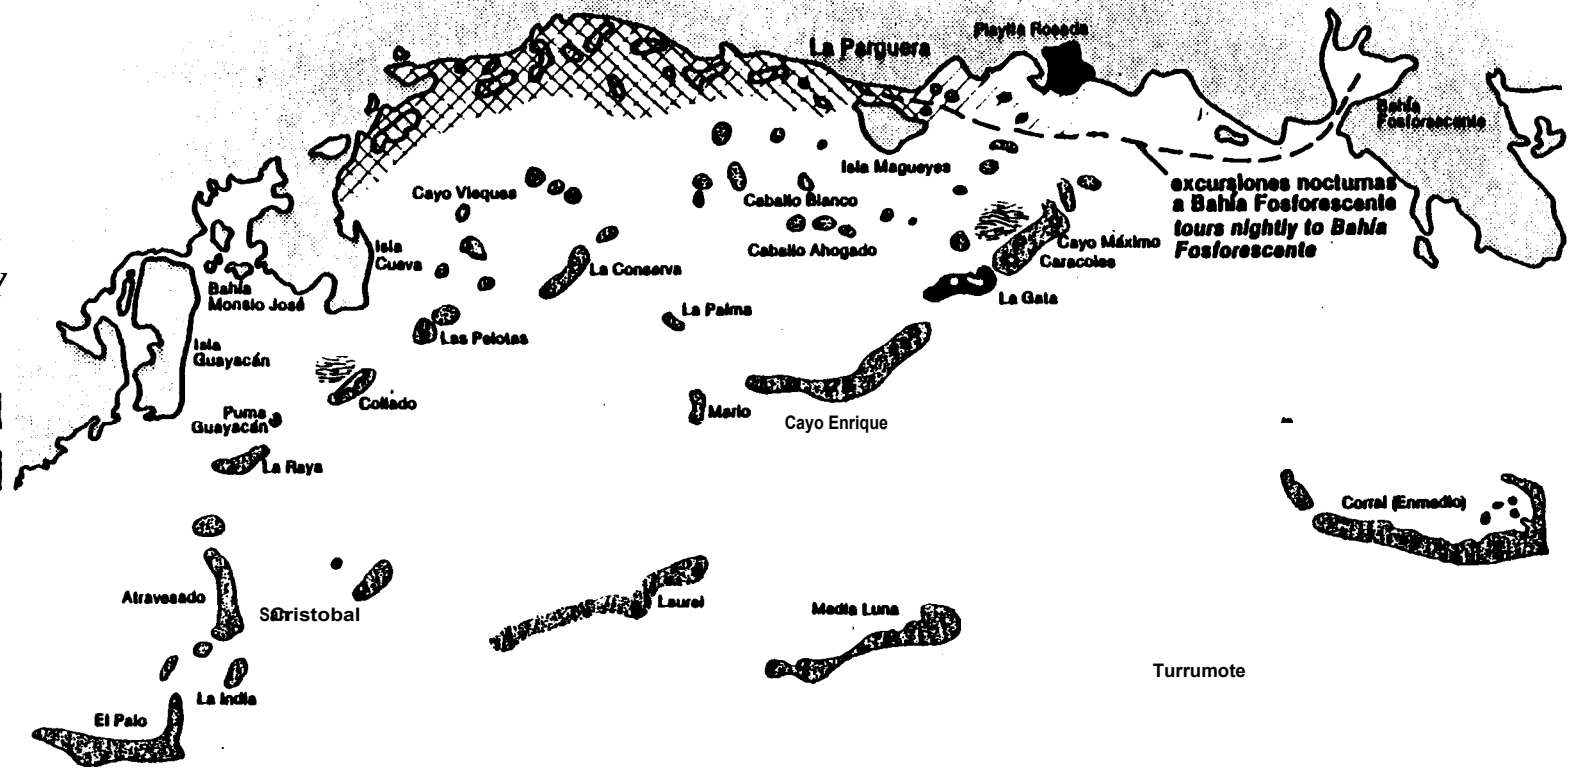 Playita Rosada
La Parguera
Bahía
Fosforescente
Isla Magueyes
excursiones nocturnas
a Bahía Fosforescente
tours nightly to Bahía
Fosforescente
Cayo Vieques
Caballo Blanco
Caballo Ahogado
Cayo Máximo
Caracoles
Isla
Cueva
La Conserva
La Gata
Bahía
Monsio José
La Palma
Las Pelotas
Isla
Guayacán
Collado
Mario
Puma
Guayacán
Cayo Enrique
La Raya
Corral (Enmedio)
Atravesado
San Cristobal
Laurel
Media Luna
Turrumote
La India
El Palo